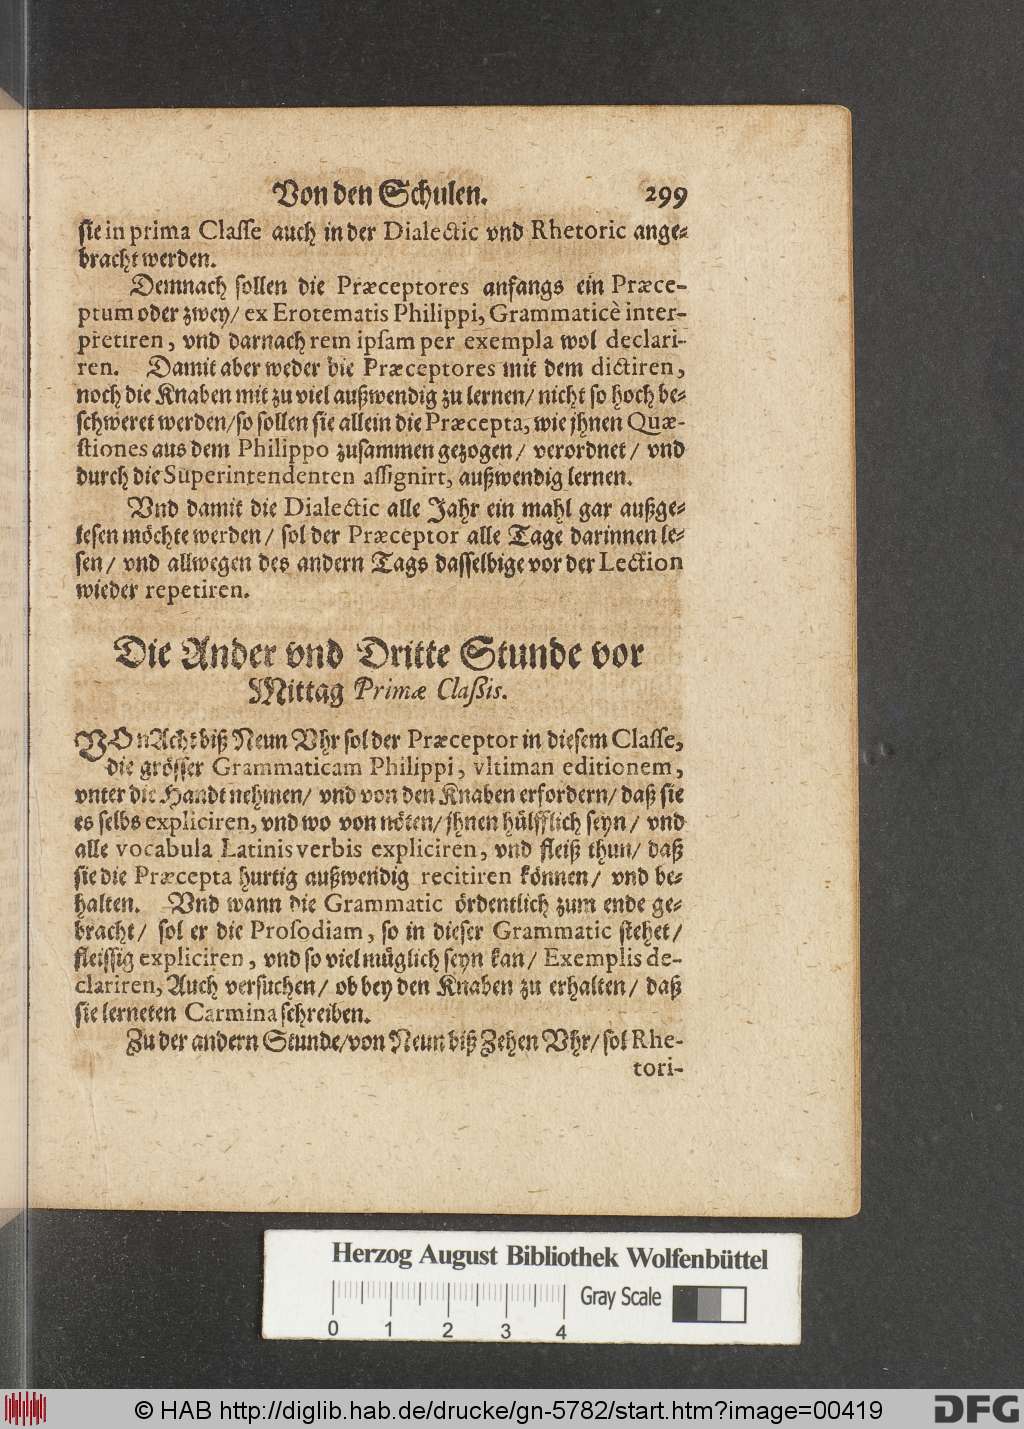 Von den Schulen. 299
sie in prima Classe auch in der Dialectic vnd Rhetoric ange-
bracht werden.
Demnach sollen die Præceptores anfangs ein Præce-
ptum oder zwey/ ex Erotematis Philippi, Grammaticè inter-
pretiren, vnd darnach rem ipsam per exempla wol declari-
ren. Damit aber weder die Præceptores mit dem dictiren,
noch die Knaben mit zu viel außwendig zu lernen/ nicht so hoch be-
schweret werden/ so sollen sie allein die Præcepta, wie jhnen Quæ-
stiones aus dem Philippo zusammen gezogen/ verordnet/ vnd
durch die Superintendenten assignirt, außwendig lernen.
Vnd damit die Dialectic alle Jahr ein mahl gar außge-
lesen möchte werden/ sol der Præceptor alle Tage darinnen le-
sen/ vnd allwegen des andern Tags dasselbige vor der Lection
wieder repetiren.
Die Ander vnd Dritte Stunde vor
Mittag Primæ Claßis.
VOn Acht biß Neun Vhr sol der Præceptor in diesem Classe,
die grösser Grammaticam Philippi, vltiman editionem,
vnter die Handt nehmen/ vnd von den Knaben erfordern/ daß sie
es selbs expliciren, vnd wo von nöten/ jhnen hülfflich seyn/ vnd
alle vocabula Latinis verbis expliciren, vnd fleiß thun/ daß
sie die Præcepta hurtig außwendig recitiren können/ vnd be-
halten. Vnd wann die Grammatic ördentlich zum ende ge-
bracht/ sol er die Prosodiam, so in dieser Grammatic stehet/
fleissig expliciren, vnd so viel müglich seyn kan/ Exemplis de-
clariren, Auch versuchen/ ob bey den Knaben zu erhalten/ daß
sie lerneten Carmina schreiben.
Zu der andern Stunde/ von Neun biß Zehen Vhr/ sol Rhe-
tori-
Herzog August Bibliothek Wolfenbüttel
Gray Scale
0 1 2 3 4
© HAB http://diglib.hab.de/drucke/gn-5782/start.htm?image=00419
DFG